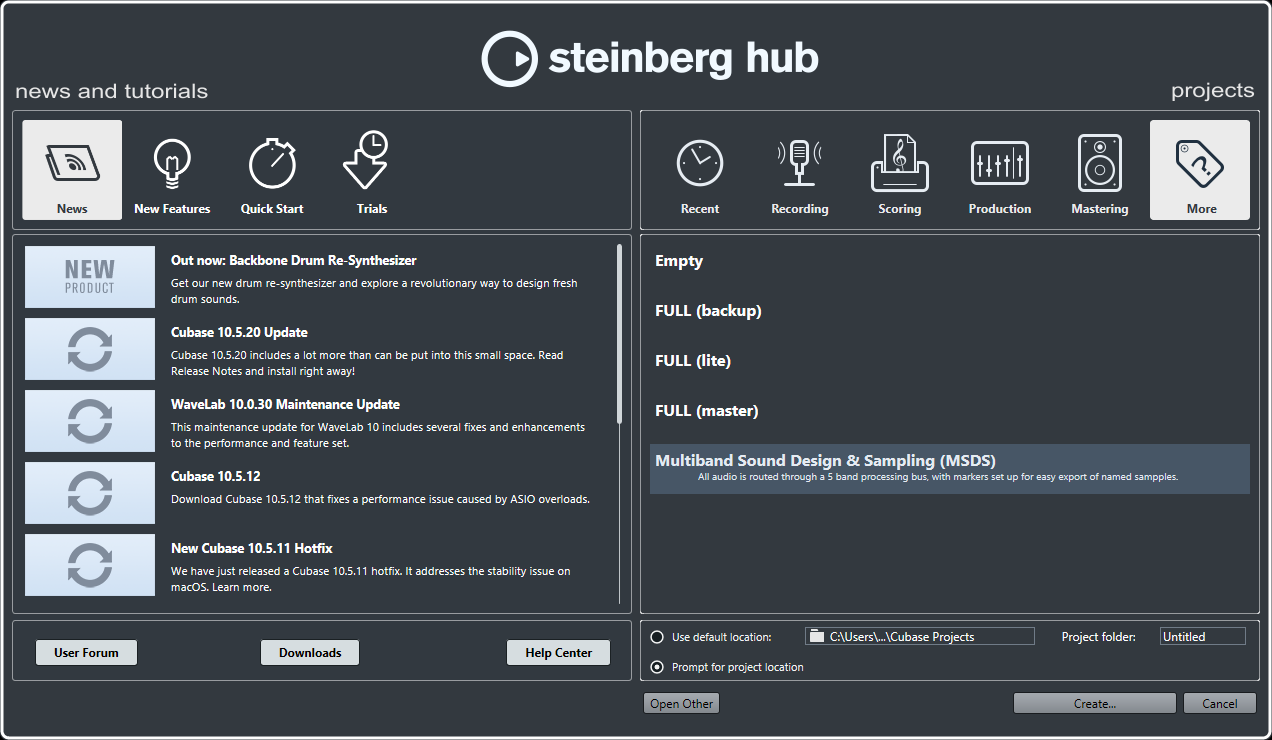 steinberg hub
news and tutorials
projects
News
New Features
Quick Start
Trials
Recent
Recording
Scoring
Production
Mastering
More
NEW
PRODUCT
Out now: Backbone Drum Re-Synthesizer
Get our new drum re-synthesizer and explore a revolutionary way to design fresh
drum sounds.
Cubase 10.5.20 Update
Cubase 10.5.20 includes a lot more than can be put into this small space. Read
Release Notes and install right away!
WaveLab 10.0.30 Maintenance Update
This maintenance update for WaveLab 10 includes several fixes and enhancements
to the performance and feature set.
Cubase 10.5.12
Download Cubase 10.5.12 that fixes a performance issue caused by ASIO overloads.
New Cubase 10.5.11 Hotfix
We have just released a Cubase 10.5.11 hotfix. It addresses the stability issue on
macOS. Learn more.
Empty
FULL (backup)
FULL (lite)
FULL (master)
Multiband Sound Design & Sampling (MSDS)
All audio is routed through a 5 band processing bus, with markers set up for easy export of named sampples.
User Forum
Downloads
Help Center
Use default location:
C:\Users\...\Cubase Projects
Project folder:
Untitled
Prompt for project location
Open Other
Create...
Cancel